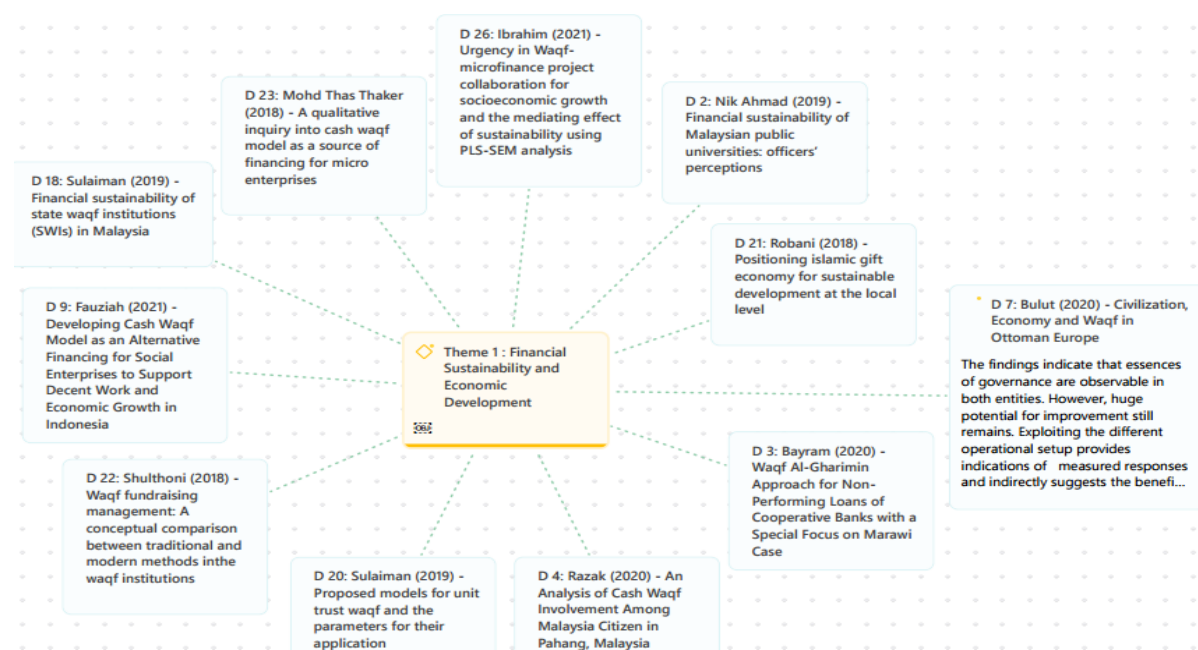 D 26: Ibrahim (2021) -
Urgency in Waqf-
microfinance project
collaboration for
socioeconomic growth
and the mediating effect
of sustainability using
PLS-SEM analysis
D 23: Mohd Thas Thaker
(2018) - A qualitative
inquiry into cash waqf
model as a source of
financing for micro
enterprises
D 2: Nik Ahmad (2019) -
Financial sustainability of
Malaysian public
universities: officers'
perceptions
D 18: Sulaiman (2019) -
Financial sustainability of
state waqf institutions
(SWIs) in Malaysia
D 21: Robani (2018) -
Positioning islamic gift
economy for sustainable
development at the local
level
D 9: Fauziah (2021) -
Developing Cash Waqf
Model as an Alternative
Financing for Social
Enterprises to Support
Decent Work and
Economic Growth in
Indonesia
Theme 1 : Financial
Sustainability and
Economic
Development
OBJ
D 7: Bulut (2020) - Civilization,
Economy and Waqf in
Ottoman Europe
The findings indicate that essences
of governance are observable in
both entities. However, huge
potential for improvement still
remains. Exploiting the different
operational setup provides
indications of measured responses
and indirectly suggests the benefi...
D 3: Bayram (2020) -
Waqf Al-Gharimin
Approach for Non-
Performing Loans of
Cooperative Banks with a
Special Focus on Marawi
Case
D 22: Shulthoni (2018) -
Waqf fundraising
management: A
conceptual comparison
between traditional and
modern methods inthe
waqf institutions
D 20: Sulaiman (2019) -
Proposed models for unit
trust waqf and the
parameters for their
application
D 4: Razak (2020) - An
Analysis of Cash Waqf
Involvement Among
Malaysia Citizen in
Pahang, Malaysia